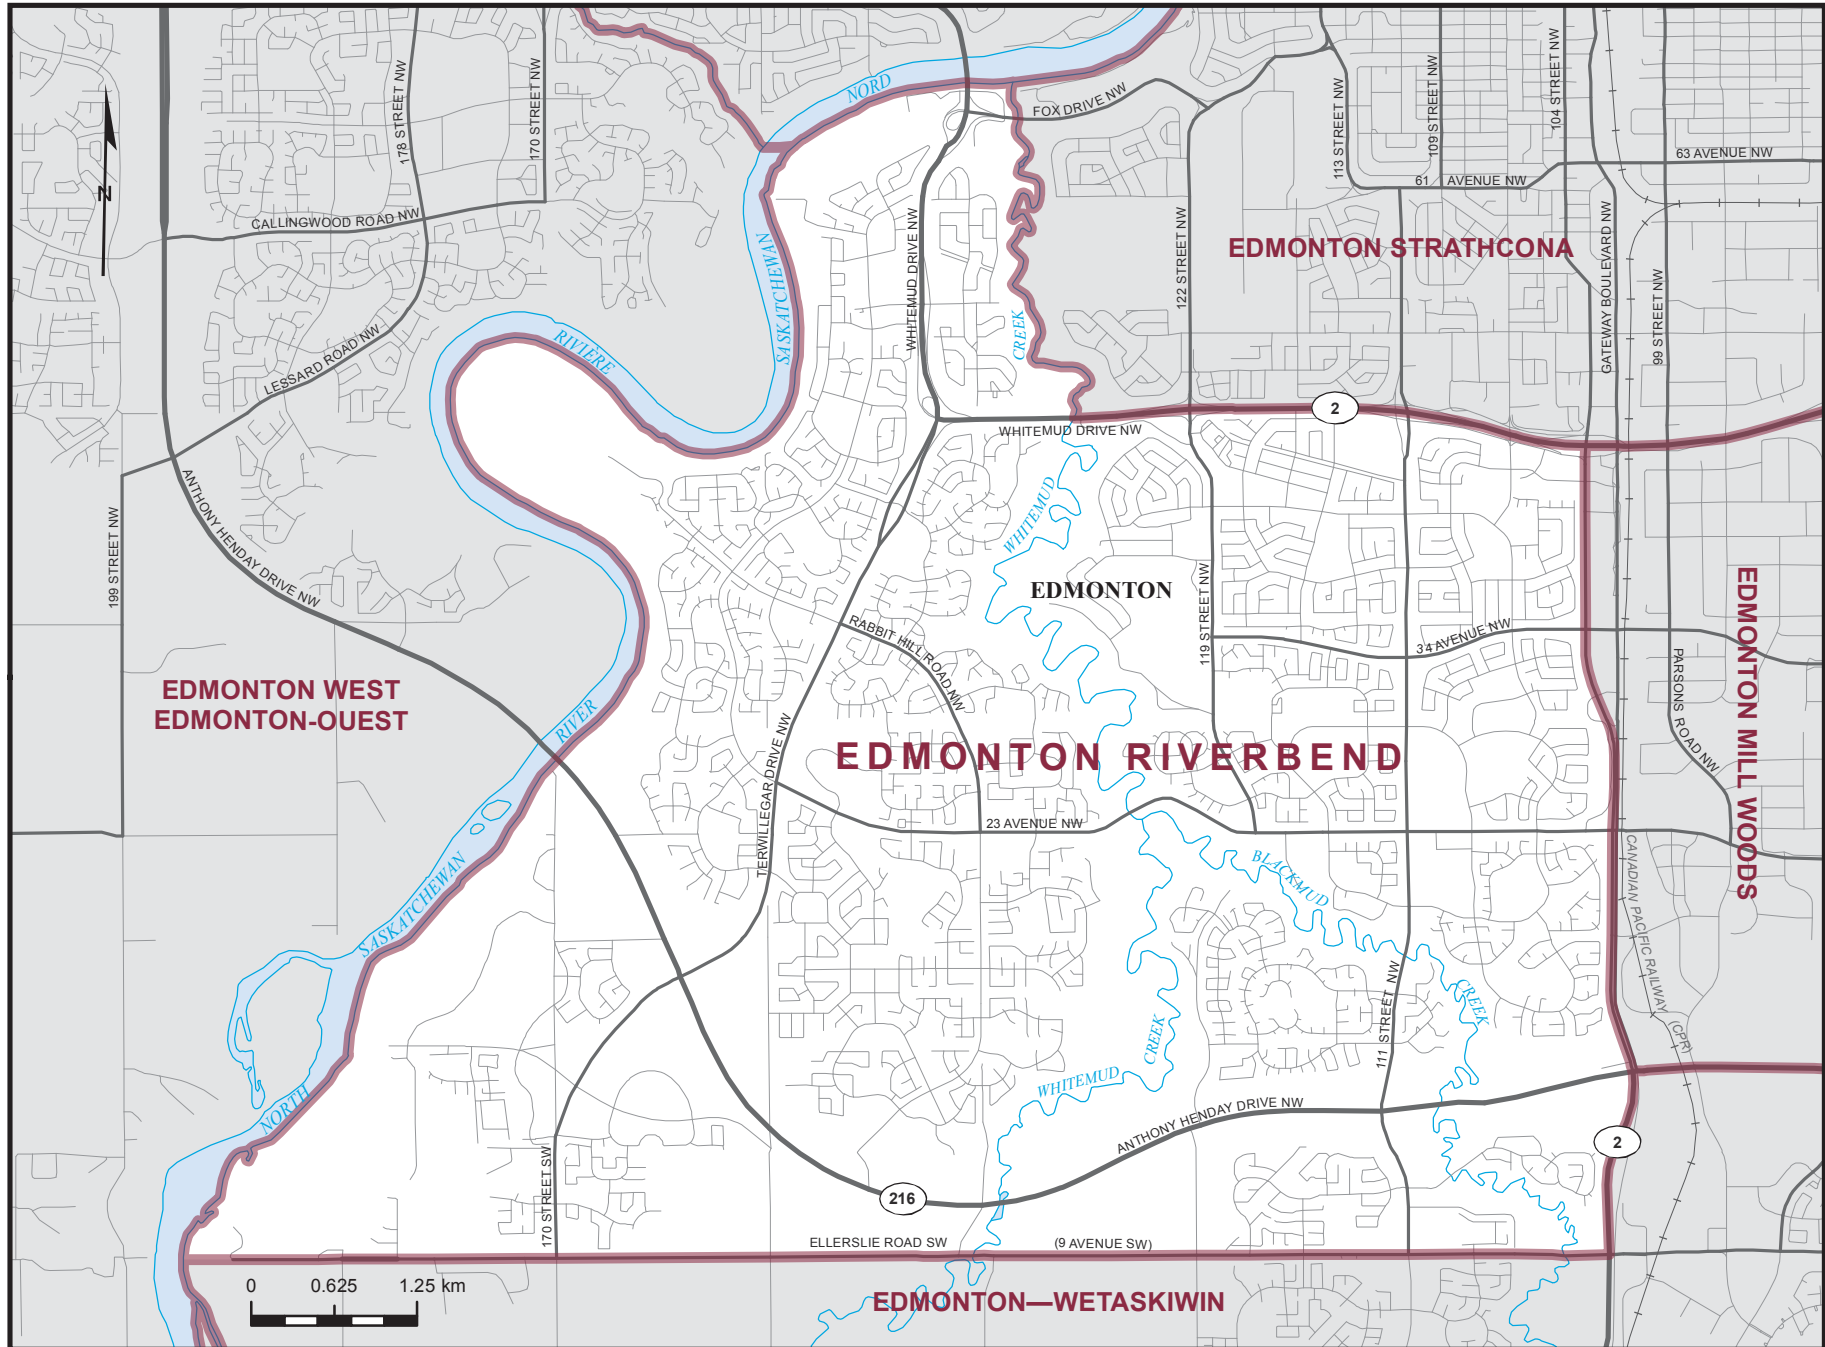 NORD
178 STREET NW
170 STREET NW
FOX DRIVE NW
113 STREET NW
109 STREET NW
104 STREET NW
63 AVENUE NW
61 AVENUE NW
N
CALLINGWOOD ROAD NW
SASKATCHEWAN
WHITEMUD DRIVE NW
122 STREET NW
EDMONTON STRATHCONA
GATEWAY BOULEVARD NW
99 STREET NW
LESSARD ROAD NW
RIVIÈRE
CREEK
2
WHITEMUD DRIVE NW
199 STREET NW
ANTHONY HENDAY DRIVE NW
WHITEMUD
EDMONTON
119 STREET NW
RABBIT HILL ROAD NW
34 AVENUE NW
EDMONTON MILL WOODS
PARSONS ROAD NW
EDMONTON WEST
EDMONTON-OUEST
RIVER
TERWILLEGAR DRIVE NW
EDMONTON RIVERBEND
23 AVENUE NW
BLACKMUD
CANADIAN PACIFIC RAILWAY (CPR)
SASKATCHEWAN
CREEK
111 STREET NW
CREEK
WHITEMUD
NORTH
ANTHONY HENDAY DRIVE NW
2
170 STREET SW
216
ELLERSLIE ROAD SW
(9 AVENUE SW)
0 0.625 1.25 km
EDMONTON—WETASKIWIN